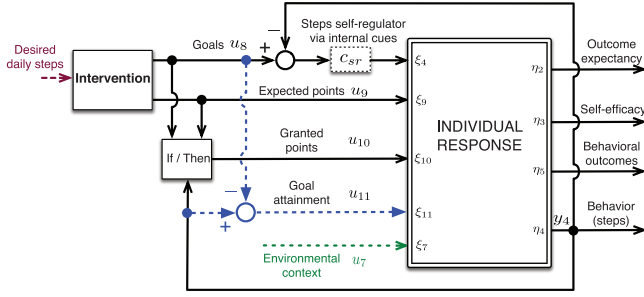 Steps self-regulator
via internal cues
Goals u8
+
−
c_sr
ξ4
Desired
daily steps
Intervention
Expected points u9
ξ9
If / Then
Granted
points
u10
ξ10
−
+
Goal
attainment
u11
ξ11
Environmental
context
u7
ξ7
INDIVIDUAL
RESPONSE
η2
Outcome
expectancy
η3
Self-efficacy
η5
Behavioral
outcomes
η4
y4
Behavior
(steps)